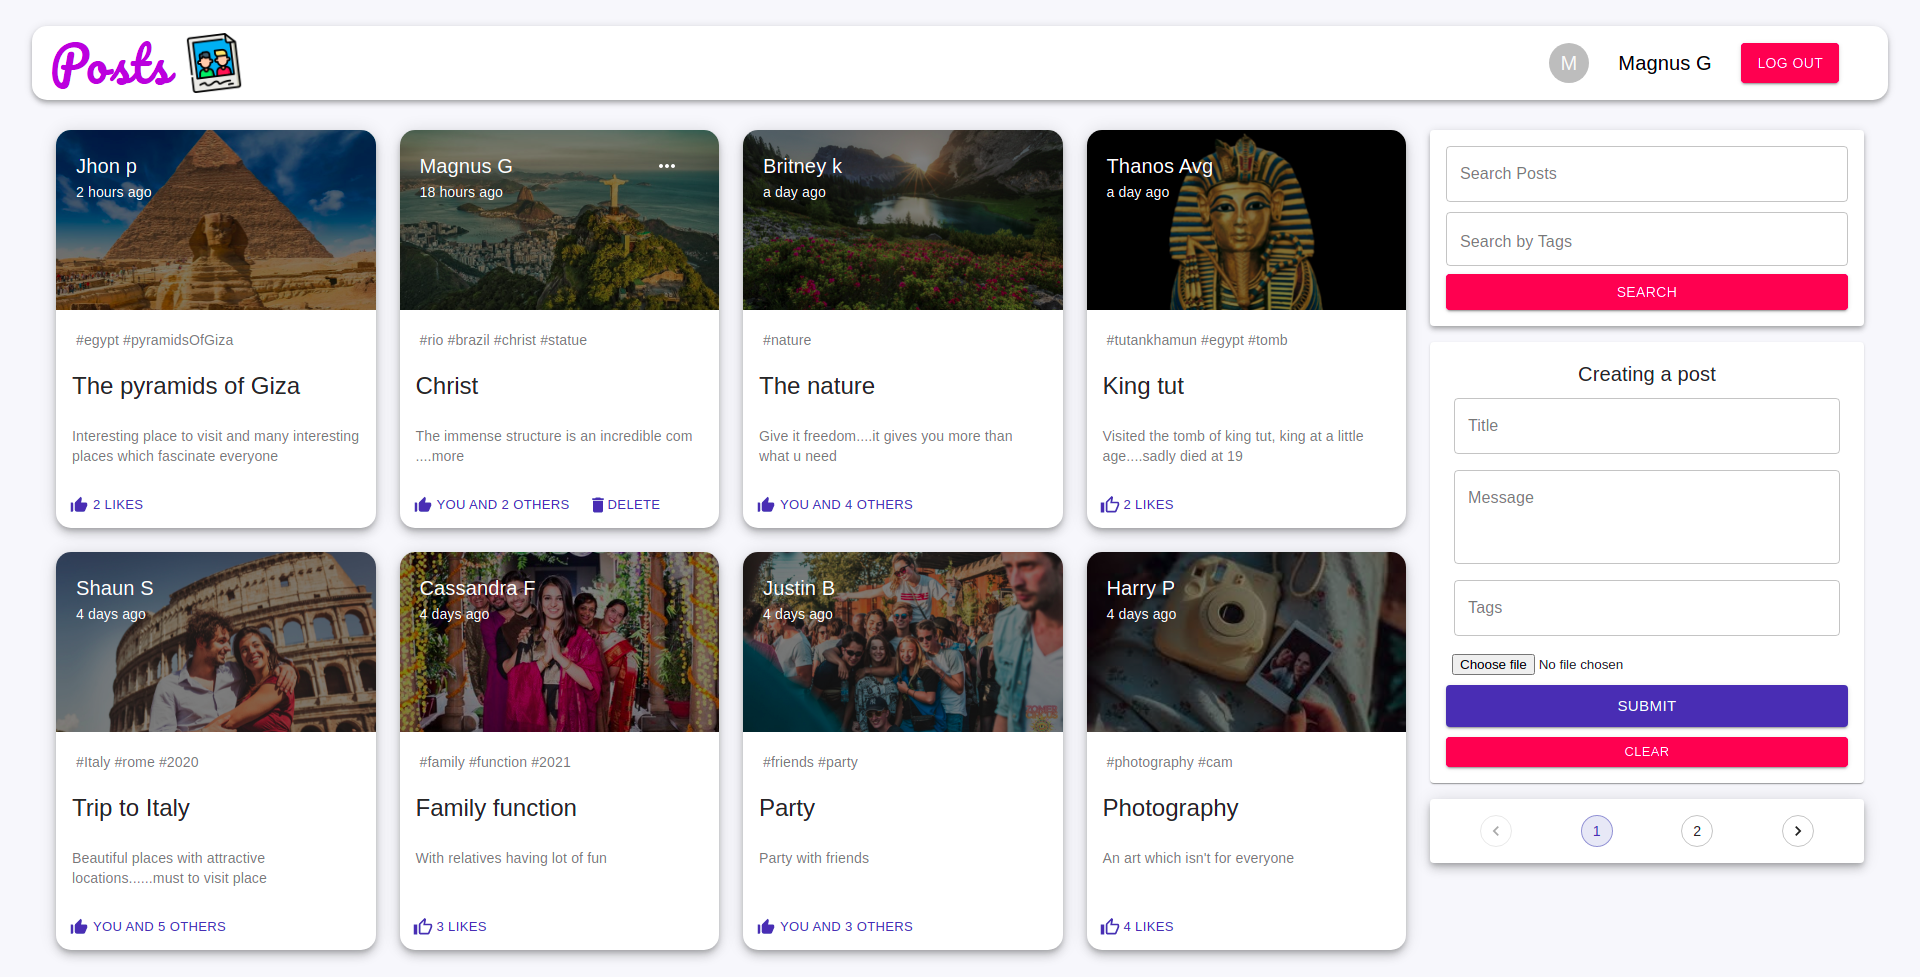 Posts
M
Magnus G
LOG OUT
Jhon p
2 hours ago
#egypt #pyramidsOfGiza
The pyramids of Giza
Interesting place to visit and many interesting
places which fascinate everyone
2 LIKES
Magnus G
18 hours ago
#rio #brazil #christ #statue
Christ
The immense structure is an incredible com
....more
YOU AND 2 OTHERS
DELETE
Britney k
a day ago
#nature
The nature
Give it freedom....it gives you more than
what u need
YOU AND 4 OTHERS
Thanos Avg
a day ago
#tutankhamun #egypt #tomb
King tut
Visited the tomb of king tut, king at a little
age....sadly died at 19
2 LIKES
Shaun S
4 days ago
#Italy #rome #2020
Trip to Italy
Beautiful places with attractive
locations......must to visit place
YOU AND 5 OTHERS
Cassandra F
4 days ago
#family #function #2021
Family function
With relatives having lot of fun
3 LIKES
Justin B
4 days ago
#friends #party
Party
Party with friends
YOU AND 3 OTHERS
Harry P
4 days ago
#photography #cam
Photography
An art which isn't for everyone
4 LIKES
Search Posts
Search by Tags
SEARCH
Creating a post
Title
Message
Tags
Choose file No file chosen
SUBMIT
CLEAR
1
2